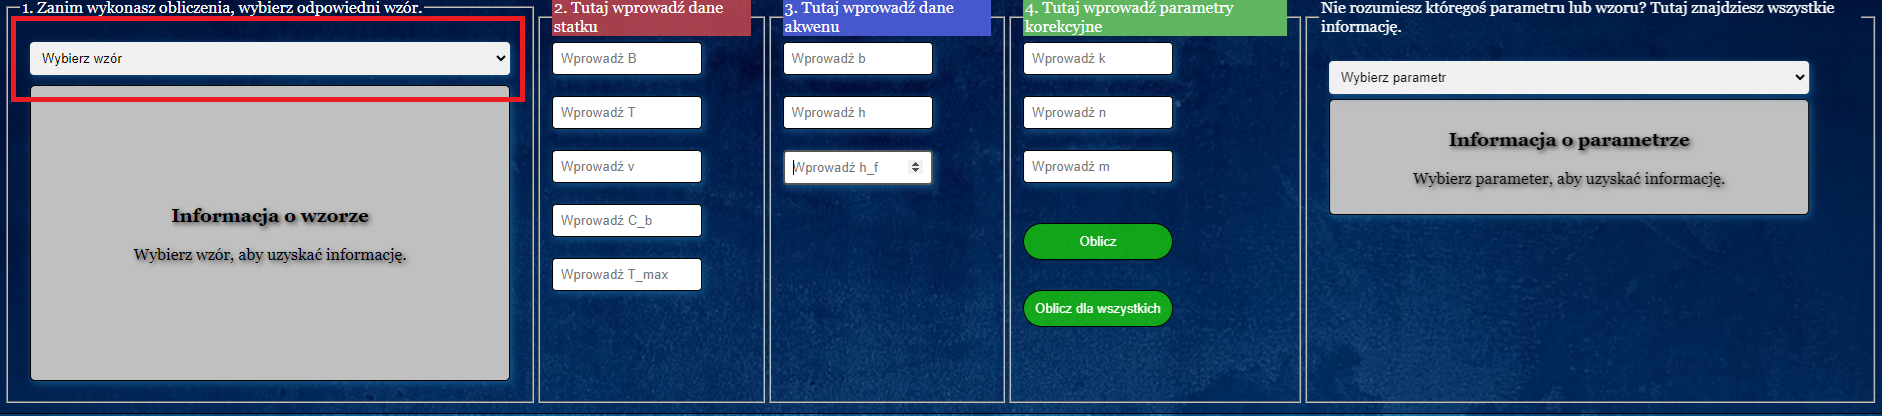 1. Zanim wykonasz obliczenia, wybierz odpowiedni wzór.
Wybierz wzór
Informacja o wzorze
Wybierz wzór, aby uzyskać informację.
2. Tutaj wprowadź dane
statku
Wprowadź B
Wprowadź T
Wprowadź v
Wprowadź C_b
Wprowadź T_max
3. Tutaj wprowadź dane
akwenu
Wprowadź b
Wprowadź h
Wprowadź h_f
4. Tutaj wprowadź parametry
korekcyjne
Wprowadź k
Wprowadź n
Wprowadź m
Oblicz
Oblicz dla wszystkich
Nie rozumiesz któregoś parametru lub wzoru? Tutaj znajdziesz wszystkie
informację.
Wybierz parametr
Informacja o parametrze
Wybierz parameter, aby uzyskać informację.